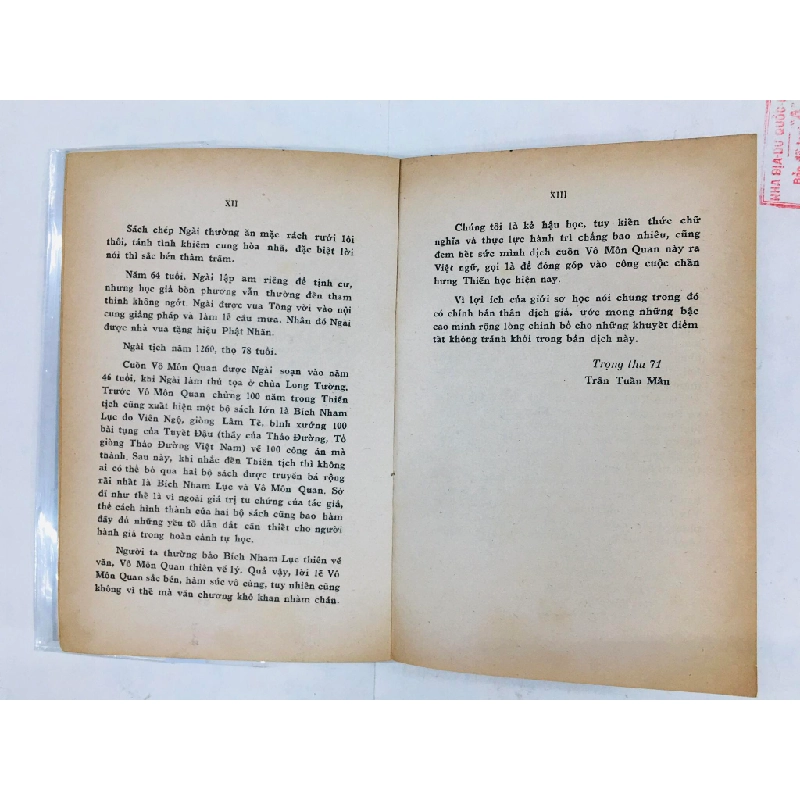 XII
Sách chép Ngài thường ăn mặc rách rưới lôi
thôi, tánh tình khiêm cung hòa nhã, đặc biệt lời
nói thì sắc bén thâm trầm.
Năm 64 tuổi, Ngài lập am riêng để tịnh cư,
nhưng học giả bốn phương vẫn thường đến tham
thỉnh không ngớt. Ngài được vua Tống vời vào nội
cung giảng pháp và làm lễ cầu mưa. Nhân đó Ngài
được nhà vua tặng hiệu Phật Nhãn.
Ngài tịch năm 1260, thọ 78 tuổi.
Cuốn Vô Môn Quan được Ngài soạn vào năm
46 tuổi, khi Ngài làm thủ tọa ở chùa Long Tường.
Trước Vô Môn Quan chừng 100 năm trong Thiền
tịch cũng xuất hiện một bộ sách lớn là Bích Nham
Lục do Viên Ngộ, giòng Lâm Tế, bình xướng 100
bài tụng của Tuyết Đậu (thầy của Thảo Đường, Tổ
giòng Thảo Đường Việt Nam) về 100 công án mà
thành. Sau này, khi nhắc đến Thiền tịch thì không
ai có thể bỏ qua hai bộ sách được truyền bá rộng
rãi nhất là Bích Nham Lục và Vô Môn Quan. Sở
dĩ như thế là vì ngoài giá trị tu chứng của tác giả,
thể cách hình thành của hai bộ sách cũng bao hàm
đầy đủ những yếu tố dẫn dắt cần thiết cho người
hành giả trong hoàn cảnh tự học.
Người ta thường bảo Bích Nham Lục thiên về
văn, Vô Môn Quan thiên về lý. Quả vậy, lời lẽ Vô
Môn Quan sắc bén, hàm súc vô cùng, tuy nhiên cũng
không vì thế mà văn chương khô khan nhàm chán.
XIII
Chúng tôi là kẻ hậu học, tuy kiến thức chữ
nghĩa và thực lực hành trì chẳng bao nhiêu, cũng
đem hết sức mình dịch cuốn Vô Môn Quan này ra
Việt ngữ, gọi là để đóng góp vào công cuộc chấn
hưng Thiền học hiện nay.
Vì lợi ích của giới sơ học nói chung trong đó
có chính bản thân dịch giả, ước mong những bậc
cao minh rộng lòng chỉnh bổ cho những khuyết điểm
tất không tránh khỏi trong bản dịch này.
Trọng thu 71
Trần Tuấn Mẫn
NHA ĐỊA-DƯ QUỐC